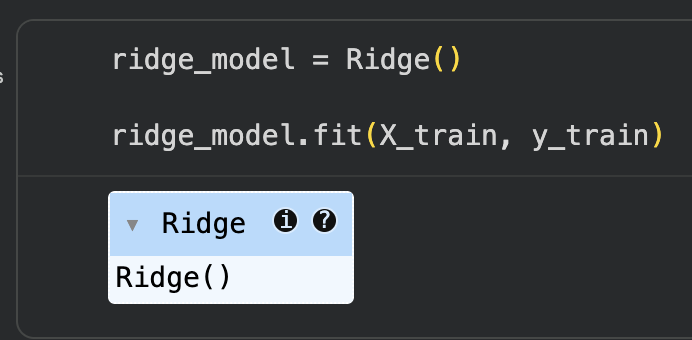 s
ridge_model = Ridge()
ridge_model.fit(X_train, y_train)
▼ Ridge i ?
Ridge()